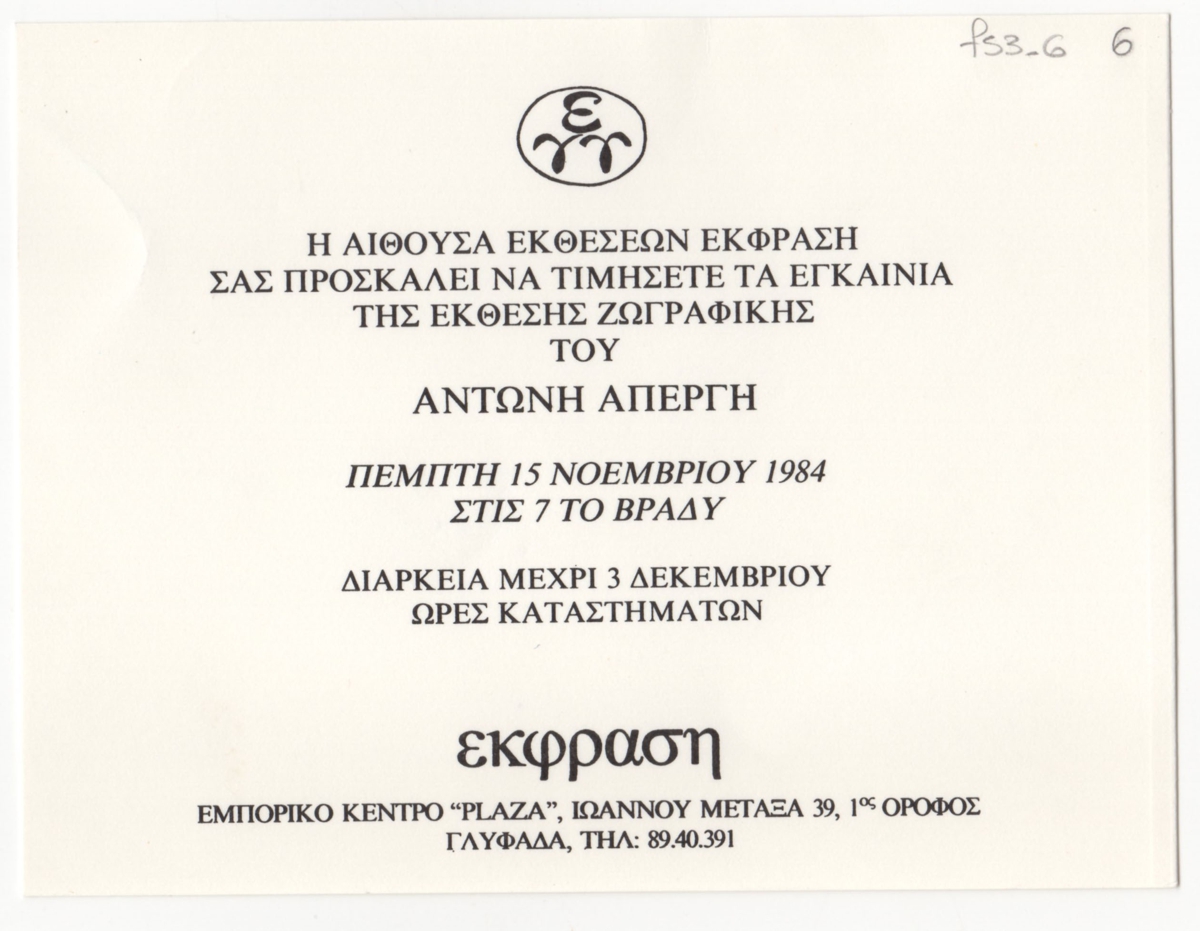 fs3-6 6
ε
Η ΑΙΘΟΥΣΑ ΕΚΘΕΣΕΩΝ ΕΚΦΡΑΣΗ
ΣΑΣ ΠΡΟΣΚΑΛΕΙ ΝΑ ΤΙΜΗΣΕΤΕ ΤΑ ΕΓΚΑΙΝΙΑ
ΤΗΣ ΕΚΘΕΣΗΣ ΖΩΓΡΑΦΙΚΗΣ
ΤΟΥ
ΑΝΤΩΝΗ ΑΠΕΡΓΗ
ΠΕΜΠΤΗ 15 ΝΟΕΜΒΡΙΟΥ 1984
ΣΤΙΣ 7 ΤΟ ΒΡΑΔΥ
ΔΙΑΡΚΕΙΑ ΜΕΧΡΙ 3 ΔΕΚΕΜΒΡΙΟΥ
ΩΡΕΣ ΚΑΤΑΣΤΗΜΑΤΩΝ
εκφραση
ΕΜΠΟΡΙΚΟ ΚΕΝΤΡΟ “PLAZA”, ΙΩΑΝΝΟΥ ΜΕΤΑΞΑ 39, 1ος ΟΡΟΦΟΣ
ΓΛΥΦΑΔΑ, ΤΗΛ: 89.40.391